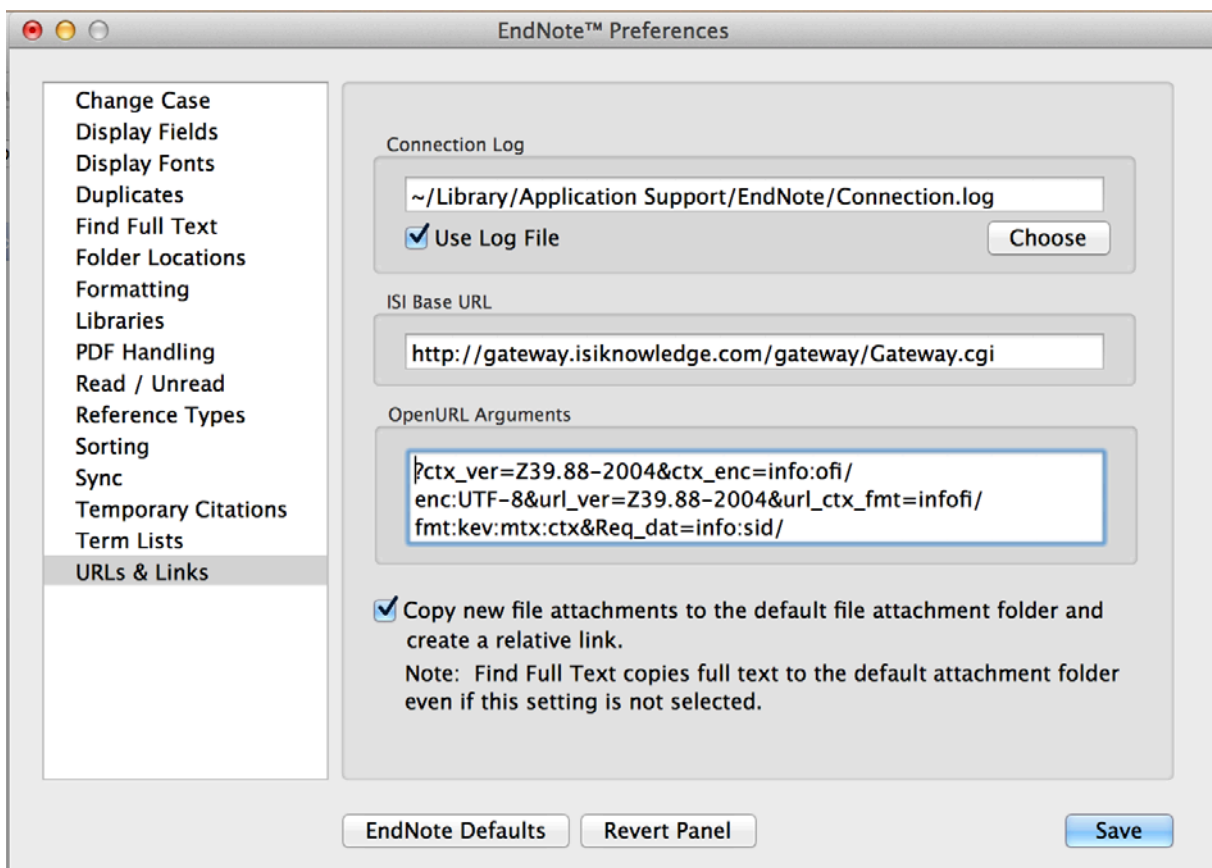 EndNote™ Preferences
Change Case
Display Fields
Display Fonts
Duplicates
Find Full Text
Folder Locations
Formatting
Libraries
PDF Handling
Read / Unread
Reference Types
Sorting
Sync
Temporary Citations
Term Lists
URLs & Links
Connection Log
~/Library/Application Support/EndNote/Connection.log
Use Log File
Choose
ISI Base URL
http://gateway.isiknowledge.com/gateway/Gateway.cgi
OpenURL Arguments
?ctx_ver=Z39.88-2004&ctx_enc=info:ofi/
enc:UTF-8&url_ver=Z39.88-2004&url_ctx_fmt=infofi/
fmt:kev:mtx:ctx&Req_dat=info:sid/
Copy new file attachments to the default file attachment folder and
create a relative link.
Note: Find Full Text copies full text to the default attachment folder
even if this setting is not selected.
EndNote Defaults
Revert Panel
Save